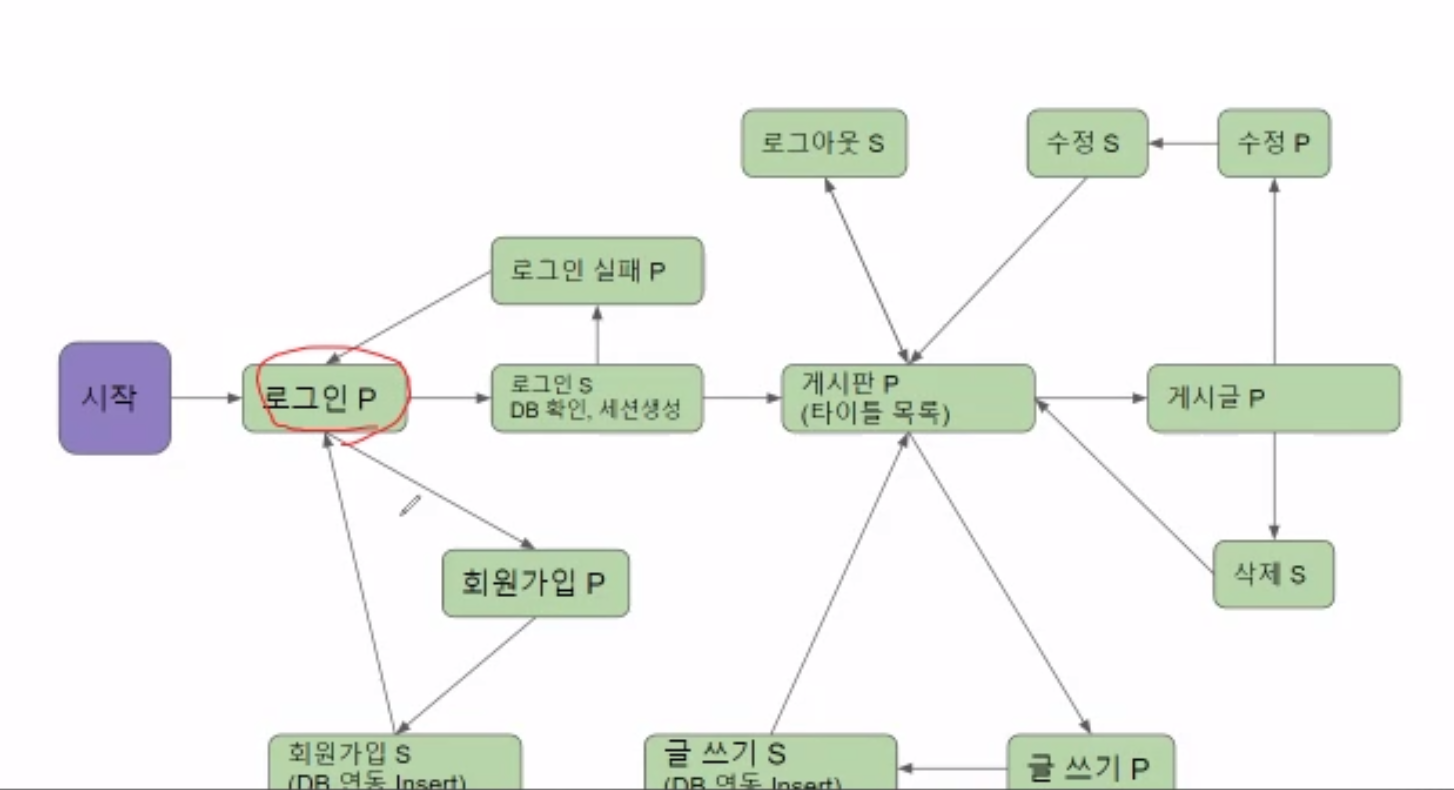 로그아웃 S
수정 S
수정 P
로그인 실패 P
시작
로그인 P
로그인 S
DB 확인, 세션생성
게시판 P
(타이틀 목록)
게시글 P
회원가입 P
삭제 S
회원가입 S
(DB 연동 Insert)
글 쓰기 S
(DB 연동 Insert)
글 쓰기 P